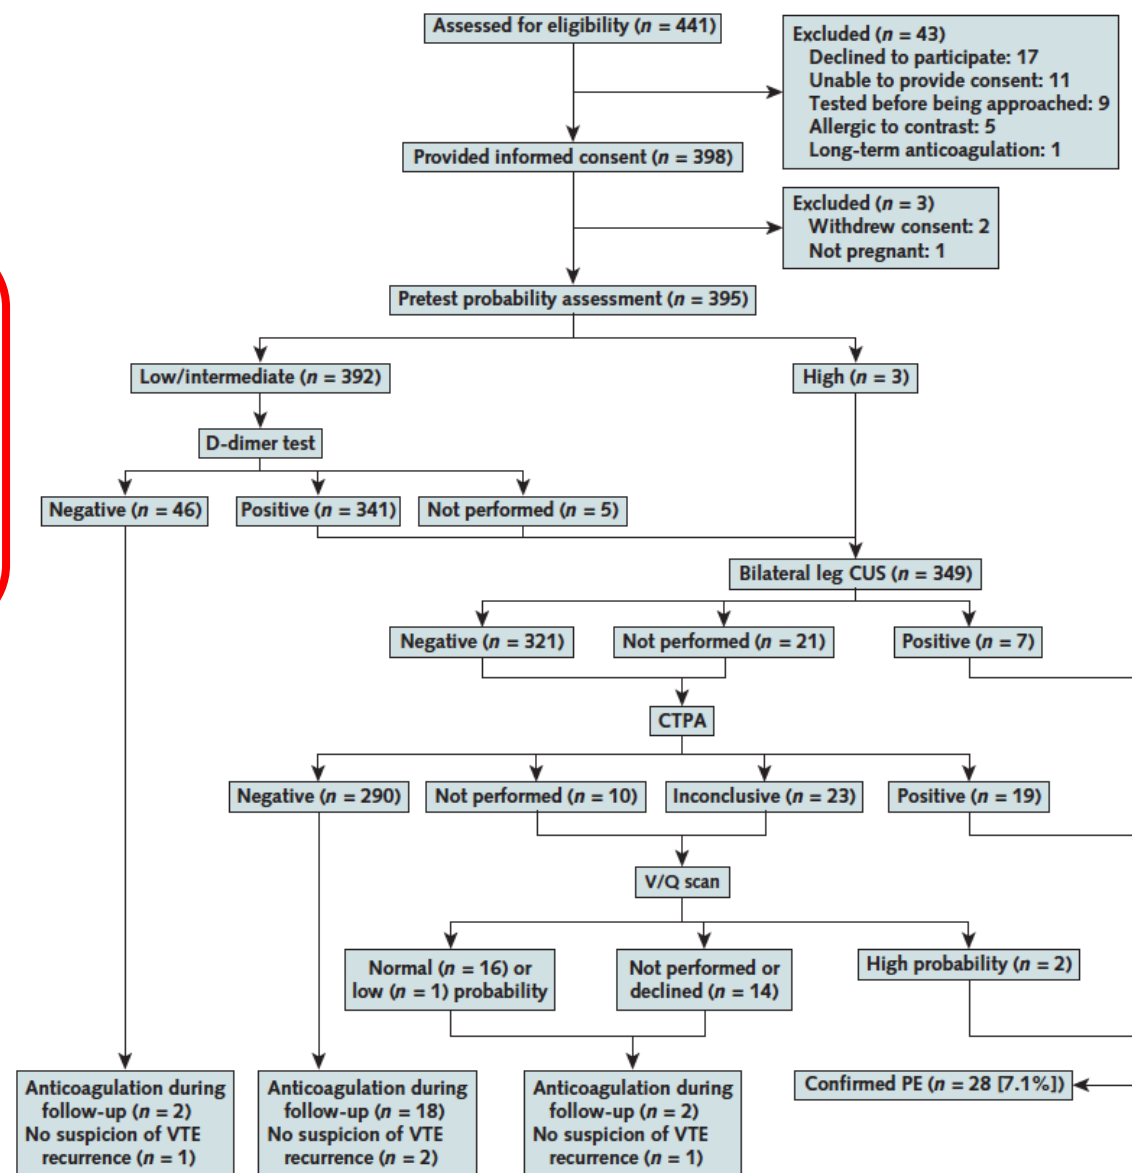 Assessed for eligibility (n = 441)
Excluded (n = 43)
Declined to participate: 17
Unable to provide consent: 11
Tested before being approached: 9
Allergic to contrast: 5
Long-term anticoagulation: 1
Provided informed consent (n = 398)
Excluded (n = 3)
Withdrew consent: 2
Not pregnant: 1
Pretest probability assessment (n = 395)
Low/intermediate (n = 392)
High (n = 3)
D-dimer test
Negative (n = 46)
Positive (n = 341)
Not performed (n = 5)
Bilateral leg CUS (n = 349)
Negative (n = 321)
Not performed (n = 21)
Positive (n = 7)
CTPA
Negative (n = 290)
Not performed (n = 10)
Inconclusive (n = 23)
Positive (n = 19)
V/Q scan
Normal (n = 16) or
low (n = 1) probability
Not performed or
declined (n = 14)
High probability (n = 2)
Anticoagulation during
follow-up (n = 2)
No suspicion of VTE
recurrence (n = 1)
Anticoagulation during
follow-up (n = 18)
No suspicion of VTE
recurrence (n = 2)
Anticoagulation during
follow-up (n = 2)
No suspicion of VTE
recurrence (n = 1)
Confirmed PE (n = 28 [7.1%])